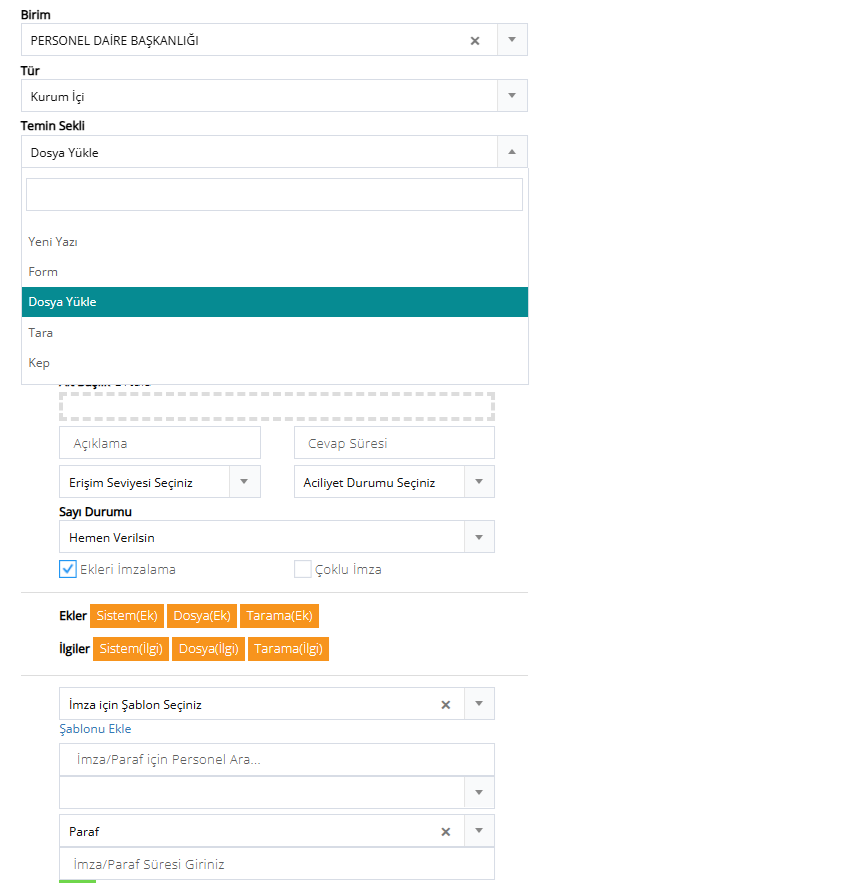 Birim
PERSONEL DAİRE BAŞKANLIĞI
Tür
Kurum İçi
Temin Sekli
Dosya Yükle
Yeni Yazı
Form
Dosya Yükle
Tara
Kep
Açıklama Cevap Süresi
Erişim Seviyesi Seçiniz Aciliyet Durumu Seçiniz
Sayı Durumu
Hemen Verilsin
Ekleri İmzalama Çoklu İmza
Ekler Sistem(Ek) Dosya(Ek) Tarama(Ek)
İlgiler Sistem(İlgi) Dosya(İlgi) Tarama(İlgi)
İmza için Şablon Seçiniz
Şablonu Ekle
İmza/Paraf için Personel Ara...
Paraf
İmza/Paraf Süresi Giriniz